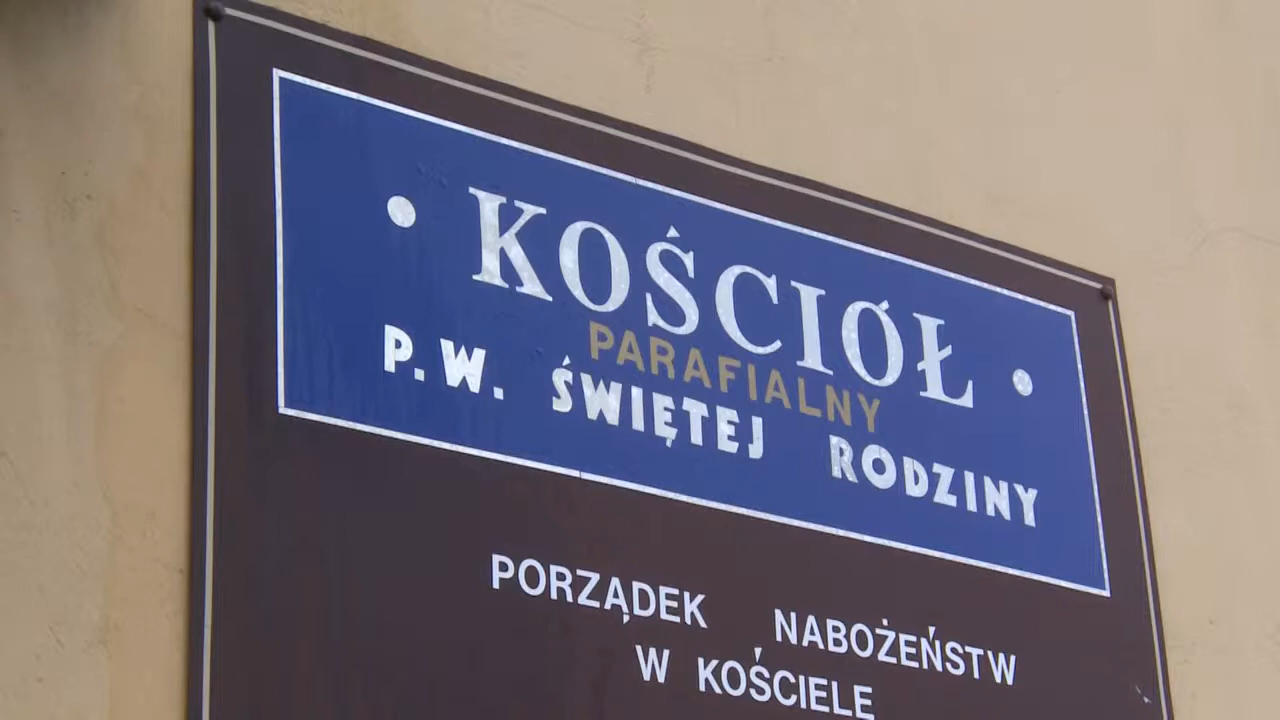 • KOŚCIÓŁ •
PARAFIALNY
P.W. ŚWIĘTEJ RODZINY
PORZĄDEK NABOŻEŃSTW
W KOŚCIELE